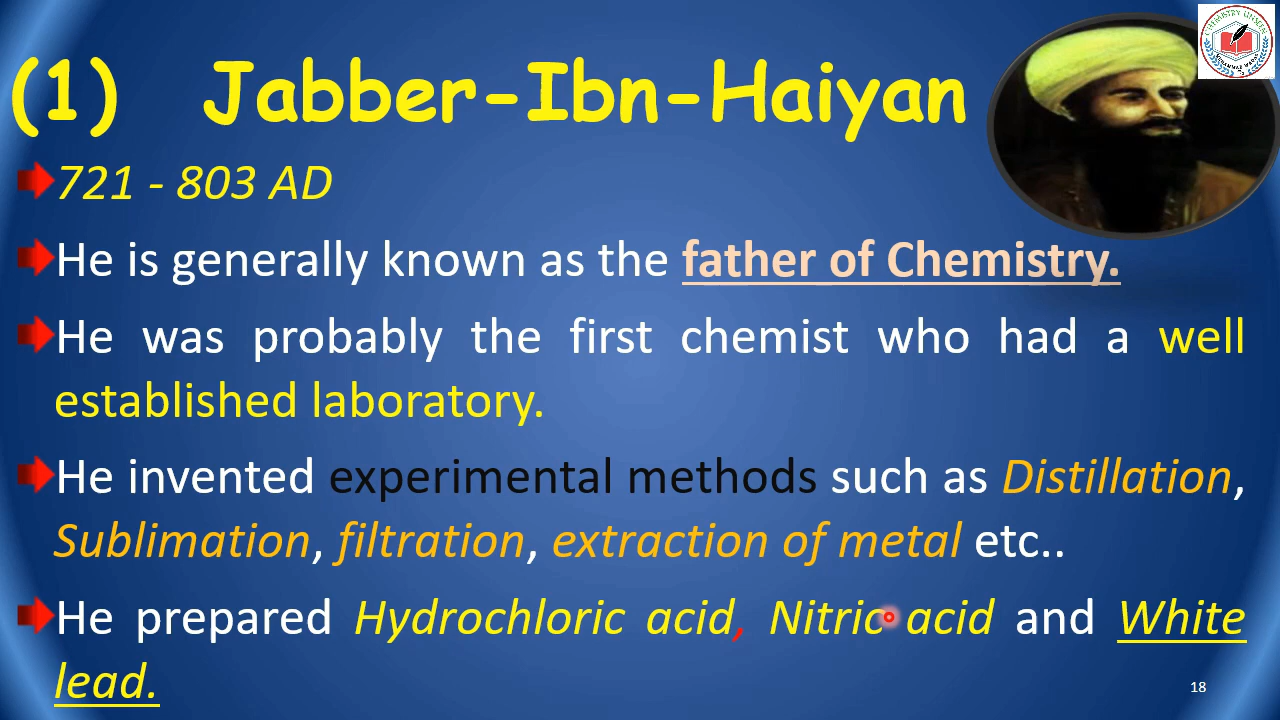 (1) Jabber-Ibn-Haiyan
721 - 803 AD
He is generally known as the father of Chemistry.
He was probably the first chemist who had a well
established laboratory.
He invented experimental methods such as Distillation,
Sublimation, filtration, extraction of metal etc..
He prepared Hydrochloric acid, Nitric acid and White
lead.
18